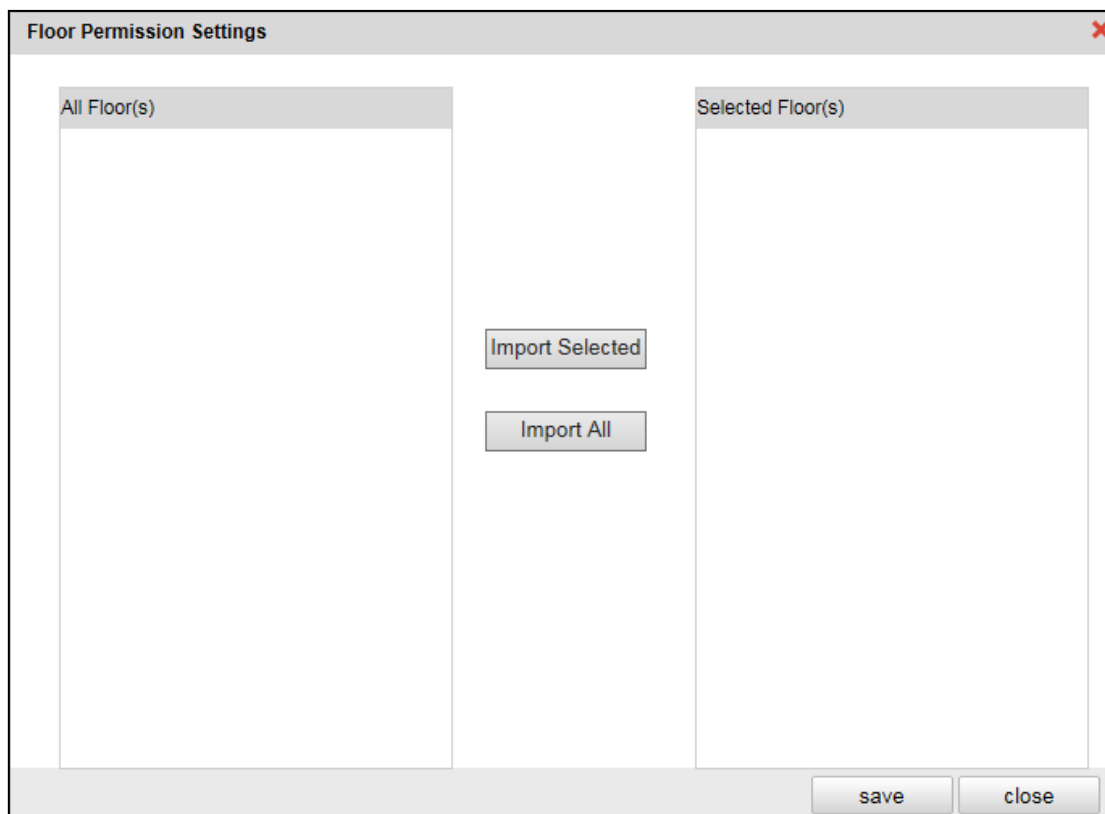 Floor Permission Settings
All Floor(s)
Selected Floor(s)
Import Selected
Import All
save
close